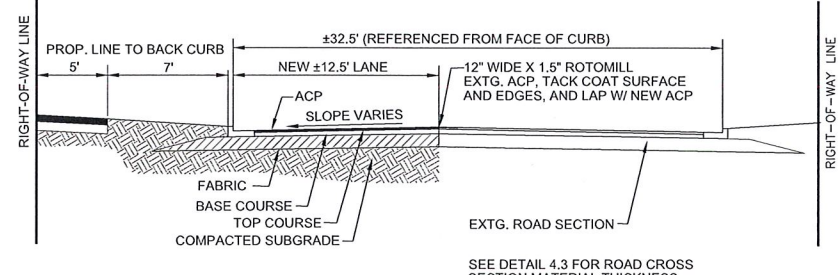 RIGHT-OF-WAY LINE
±32.5' (REFERENCED FROM FACE OF CURB)
PROP. LINE TO BACK CURB
5'
7'
NEW ±12.5' LANE
12" WIDE X 1.5" ROTOMILL
EXTG. ACP, TACK COAT SURFACE
AND EDGES, AND LAP W/ NEW ACP
ACP
SLOPE VARIES
RIGHT-OF-WAY LINE
FABRIC
BASE COURSE
TOP COURSE
COMPACTED SUBGRADE
EXTG. ROAD SECTION
SEE DETAIL 4.3 FOR ROAD CROSS
SECTION MATERIAL THICKNESS